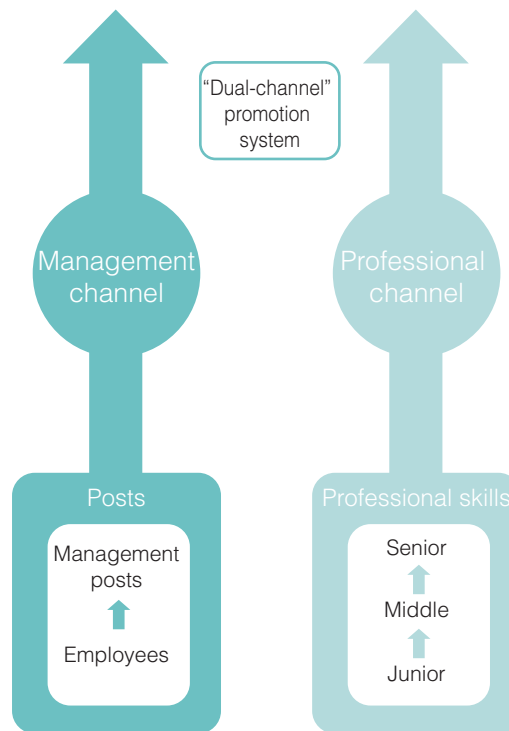 “Dual-channel”
promotion
system
Management
channel
Professional
channel
Posts
Management
posts
Employees
Professional skills
Senior
Middle
Junior